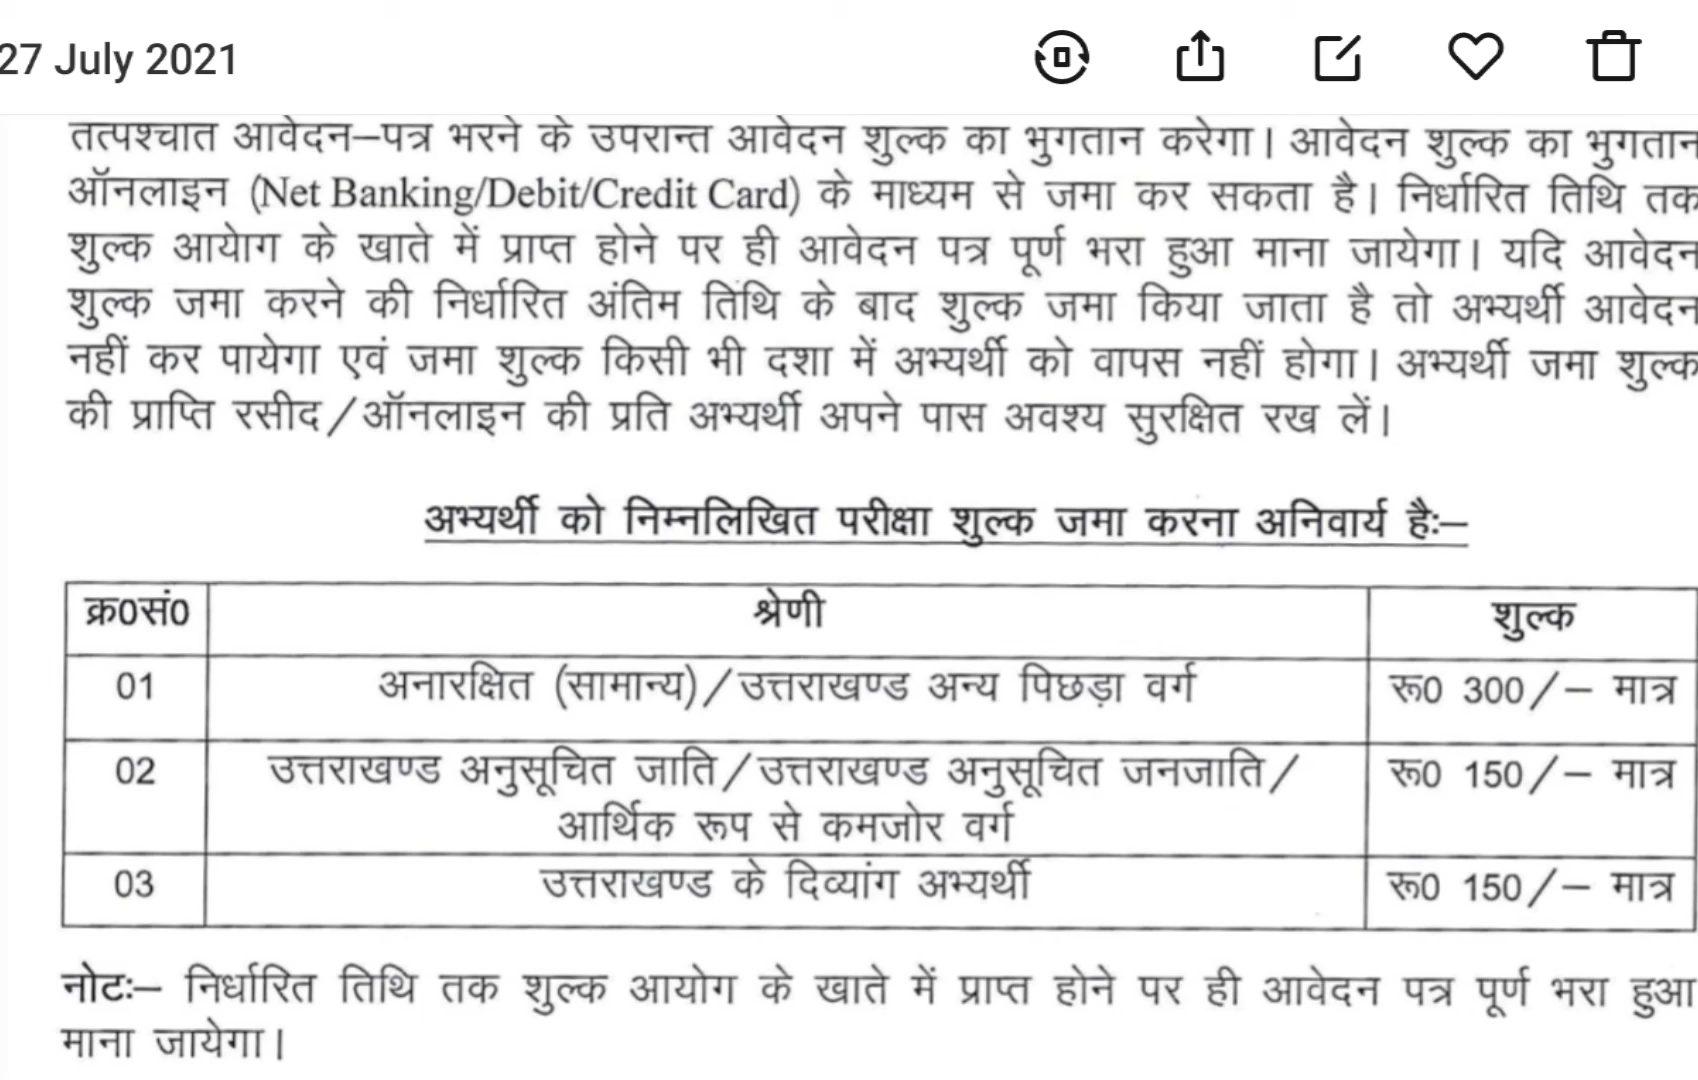 27 July 2021
तत्पश्चात आवेदन–पत्र भरने के उपरान्त आवेदन शुल्क का भुगतान करेगा। आवेदन शुल्क का भुगतान
ऑनलाइन (Net Banking/Debit/Credit Card) के माध्यम से जमा कर सकता है। निर्धारित तिथि तक
शुल्क आयेाग के खाते में प्राप्त होने पर ही आवेदन पत्र पूर्ण भरा हुआ माना जायेगा। यदि आवेदन
शुल्क जमा करने की निर्धारित अंतिम तिथि के बाद शुल्क जमा किया जाता है तो अभ्यर्थी आवेदन
नहीं कर पायेगा एवं जमा शुल्क किसी भी दशा में अभ्यर्थी को वापस नहीं होगा। अभ्यर्थी जमा शुल्क
की प्राप्ति रसीद/ऑनलाइन की प्रति अभ्यर्थी अपने पास अवश्य सुरक्षित रख लें।
अभ्यर्थी को निम्नलिखित परीक्षा शुल्क जमा करना अनिवार्य हैः–
क्र0सं0 श्रेणी शुल्क
01 अनारक्षित (सामान्य)/उत्तराखण्ड अन्य पिछड़ा वर्ग रू0 300/– मात्र
02 उत्तराखण्ड अनुसूचित जाति/उत्तराखण्ड अनुसूचित जनजाति/ रू0 150/– मात्र
आर्थिक रूप से कमजोर वर्ग
03 उत्तराखण्ड के दिव्यांग अभ्यर्थी रू0 150/– मात्र
नोटः– निर्धारित तिथि तक शुल्क आयोग के खाते में प्राप्त होने पर ही आवेदन पत्र पूर्ण भरा हुआ
माना जायेगा।